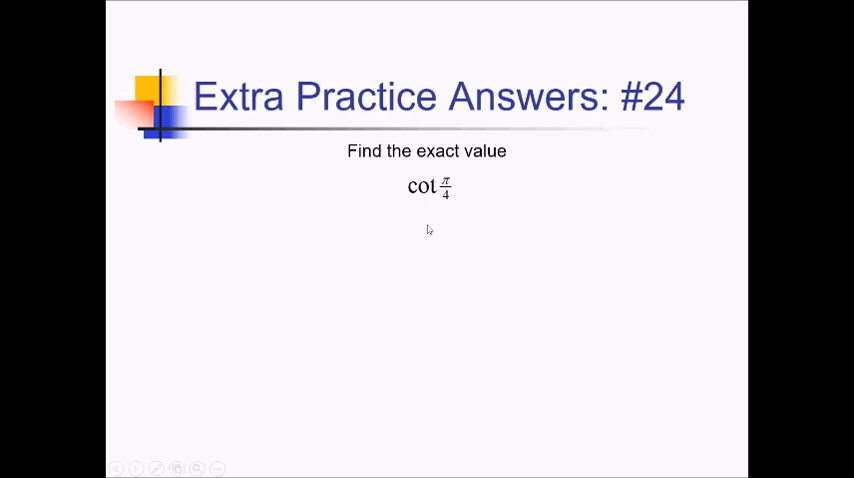 Extra Practice Answers: #24
Find the exact value
cot π/4